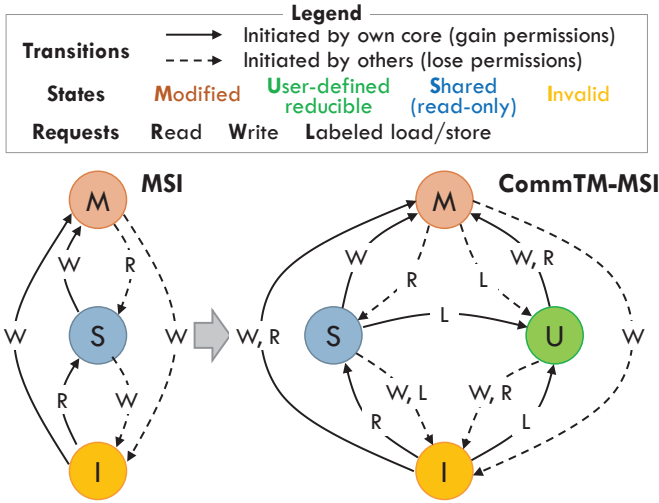 Legend
Transitions
Initiated by own core (gain permissions)
Initiated by others (lose permissions)
States
Modified
User-defined
reducible
Shared
(read-only)
Invalid
Requests
Read
Write
Labeled load/store
MSI
CommTM-MSI
M
W
R
W
W
S
R
W
I
M
W
R
L
W, R
W, R
S
L
U
W
W, L
W, R
R
L
I